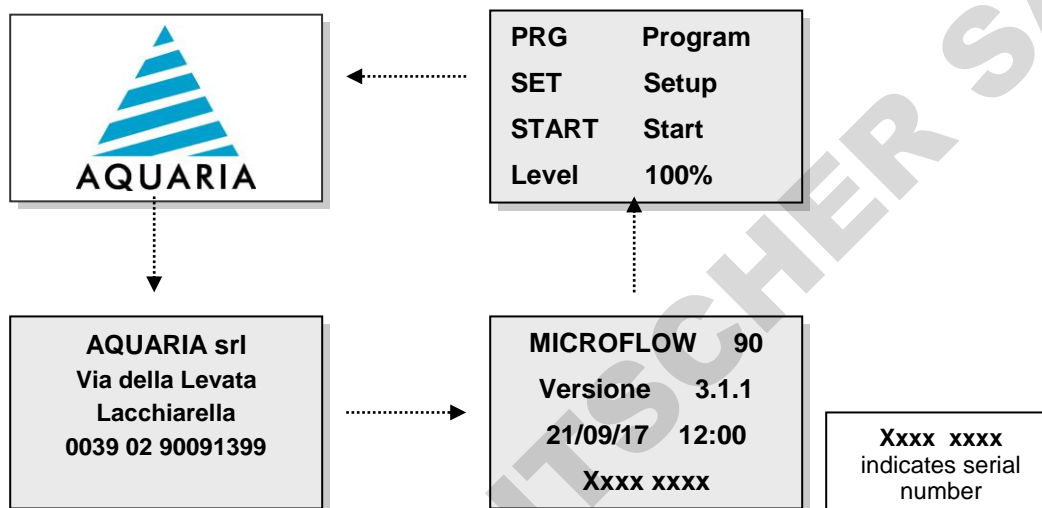 AQUARIA
PRG Program
SET Setup
START Start
Level 100%
AQUARIA srl
Via della Levata
Lacchiarella
0039 02 90091399
MICROFLOW 90
Versione 3.1.1
21/09/17 12:00
Xxxx xxxx
Xxxx xxxx
indicates serial
number